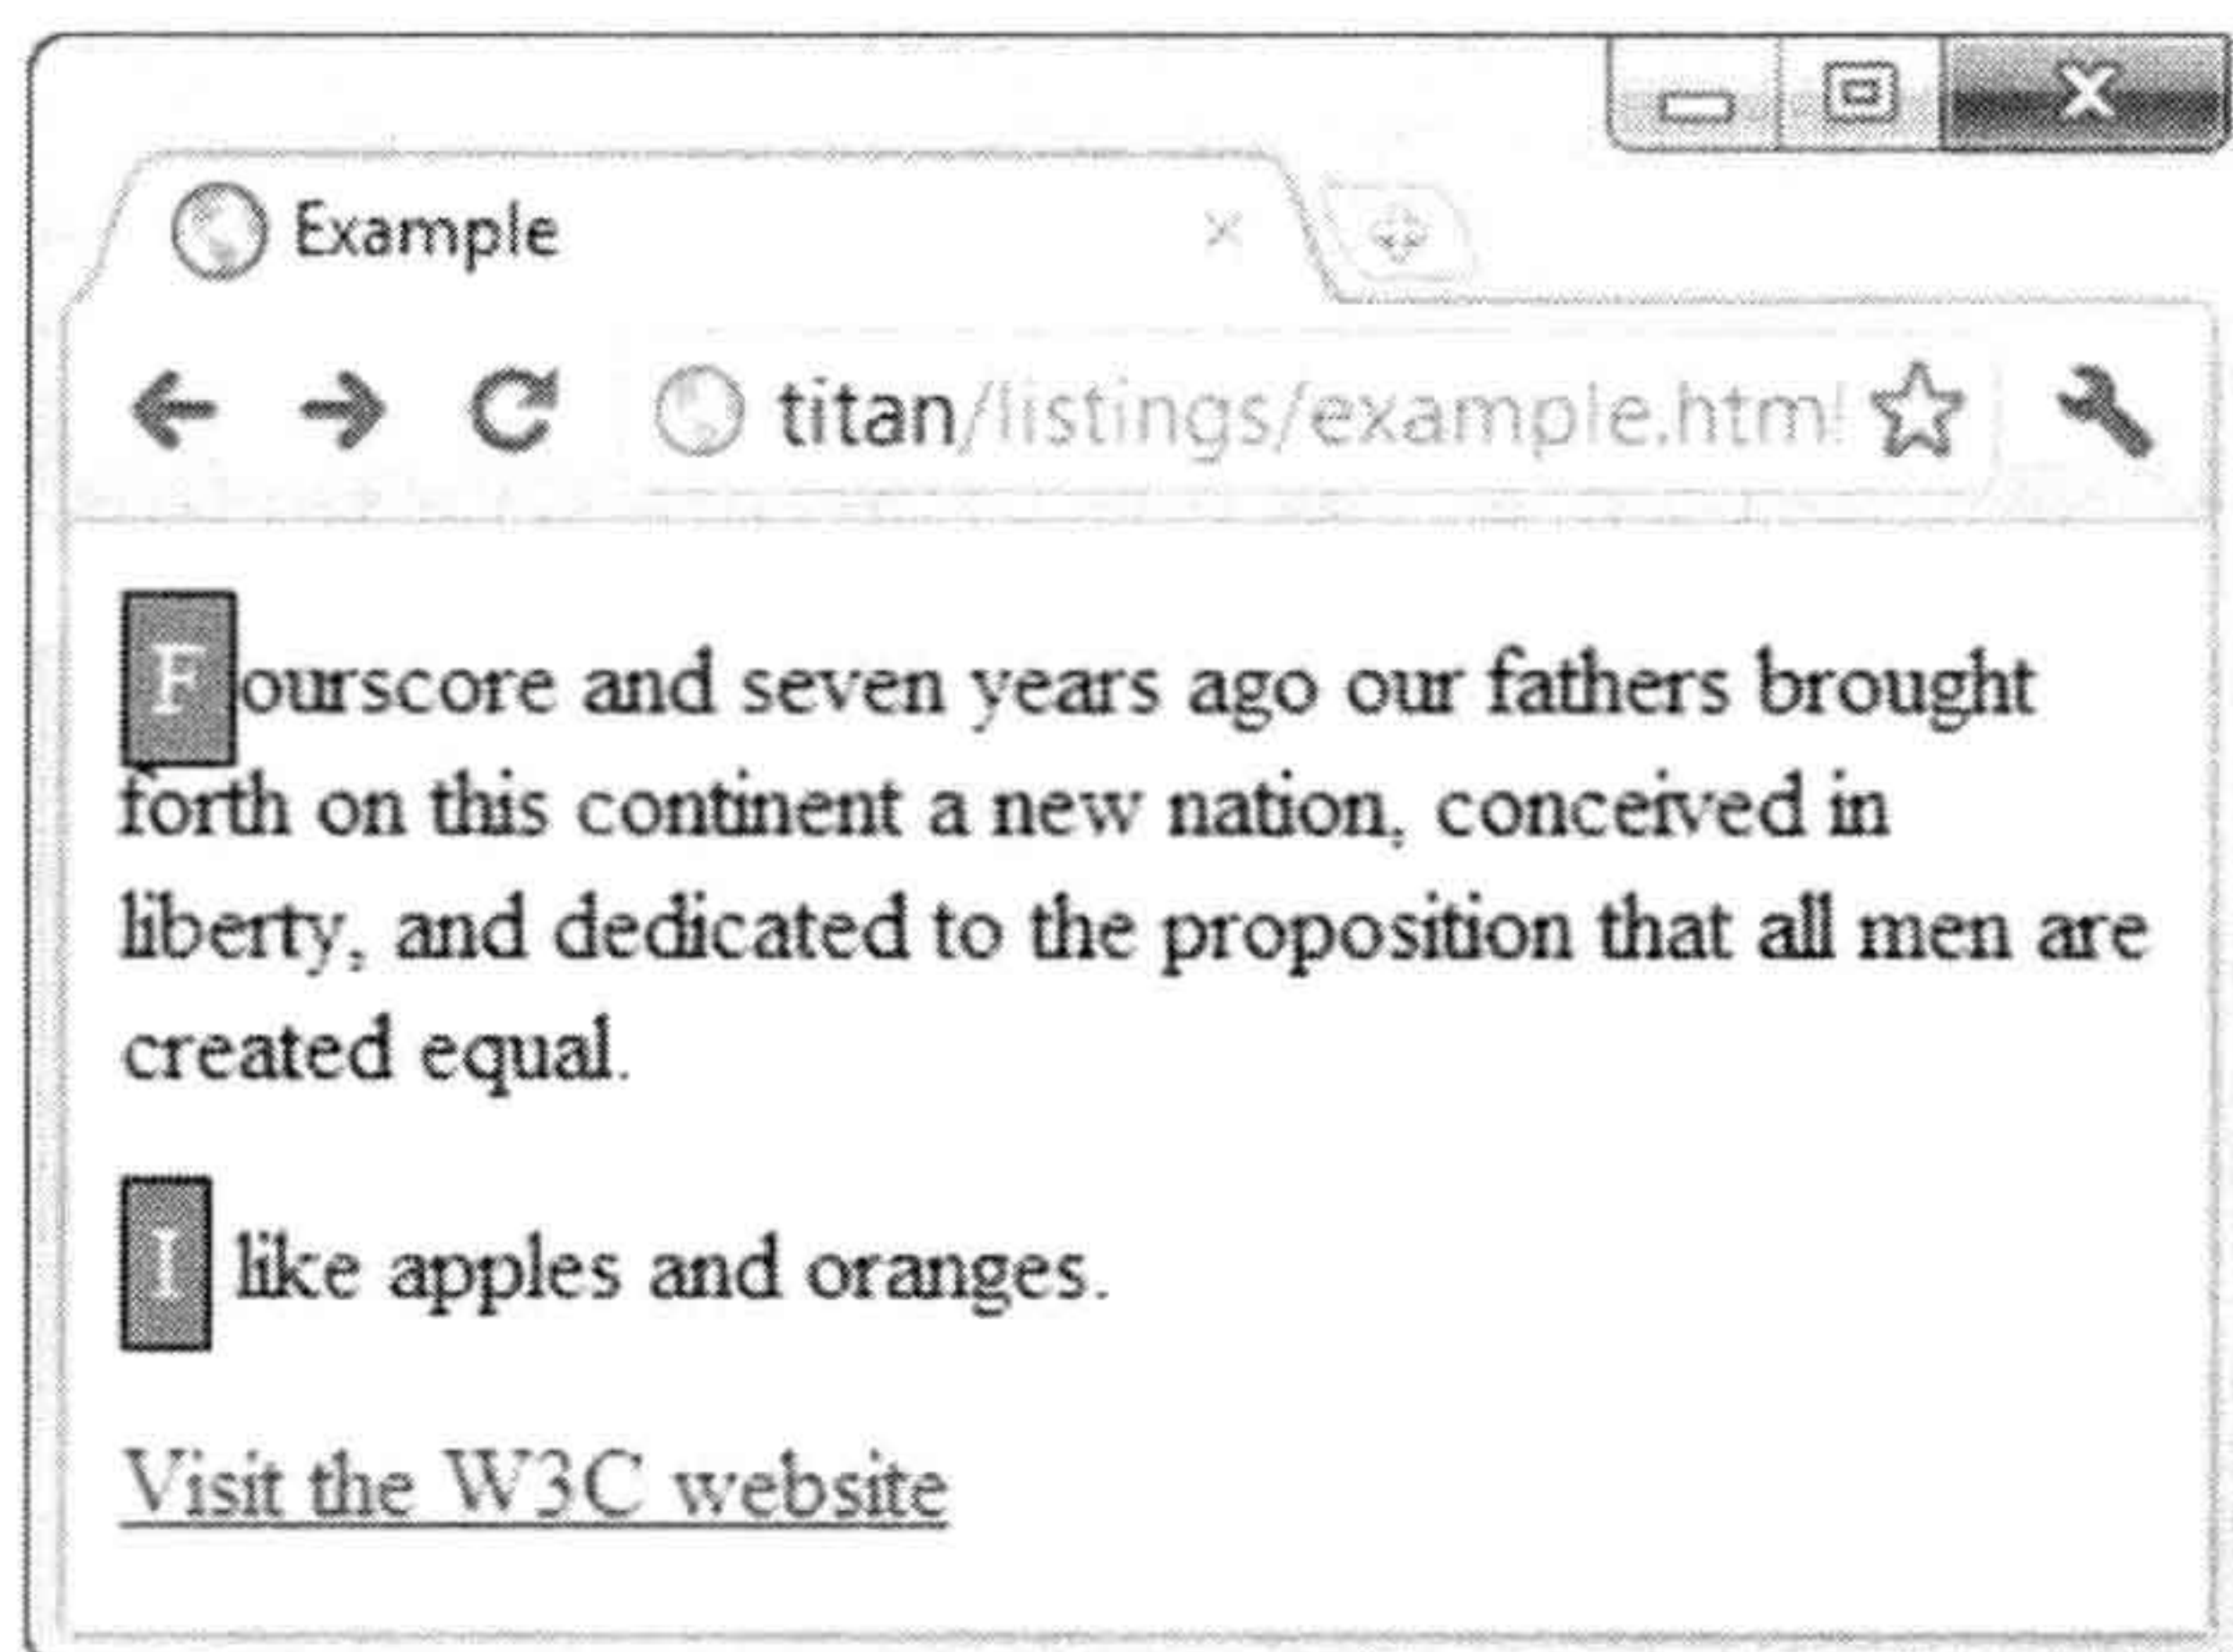 Example
titan/listings/example.html
Fourscore and seven years ago our fathers brought
forth on this continent a new nation, conceived in
liberty, and dedicated to the proposition that all men are
created equal.
I like apples and oranges.
Visit the W3C website